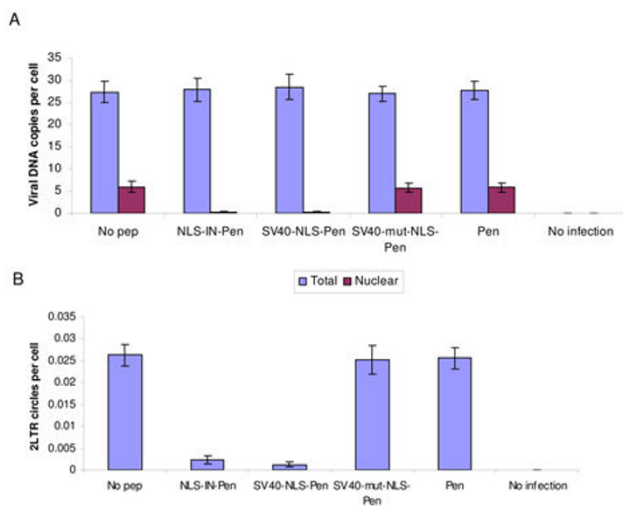 A
Viral DNA copies per cell
35
30
25
20
15
10
5
0
No pep
NLS-IN-Pen
SV40-NLS-Pen
SV40-mut-NLS-
Pen
Pen
No infection
Total
Nuclear
B
2LTR circles per cell
0.035
0.03
0.025
0.02
0.015
0.01
0.005
0
No pep
NLS-IN-Pen
SV40-NLS-Pen
SV40-mut-NLS-
Pen
Pen
No infection